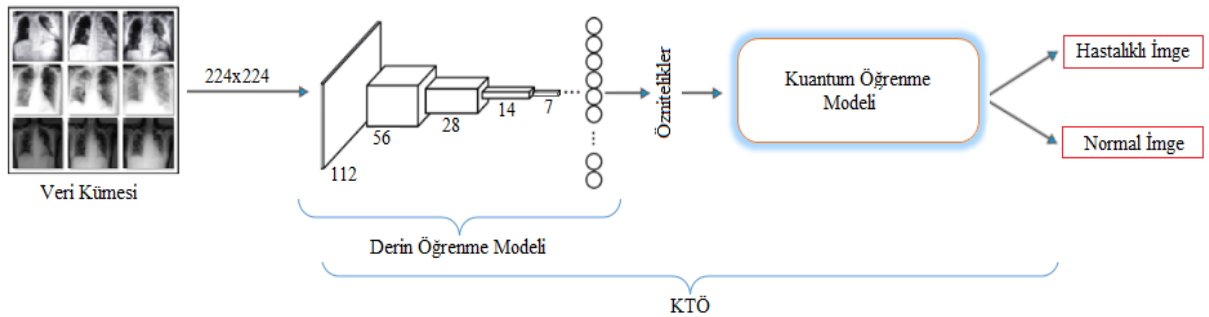 Veri Kümesi
224x224
112
56
28
14
7
Derin Öğrenme Modeli
Öznitelikler
Kuantum Öğrenme
Modeli
Hastalıklı İmge
Normal İmge
KTÖ